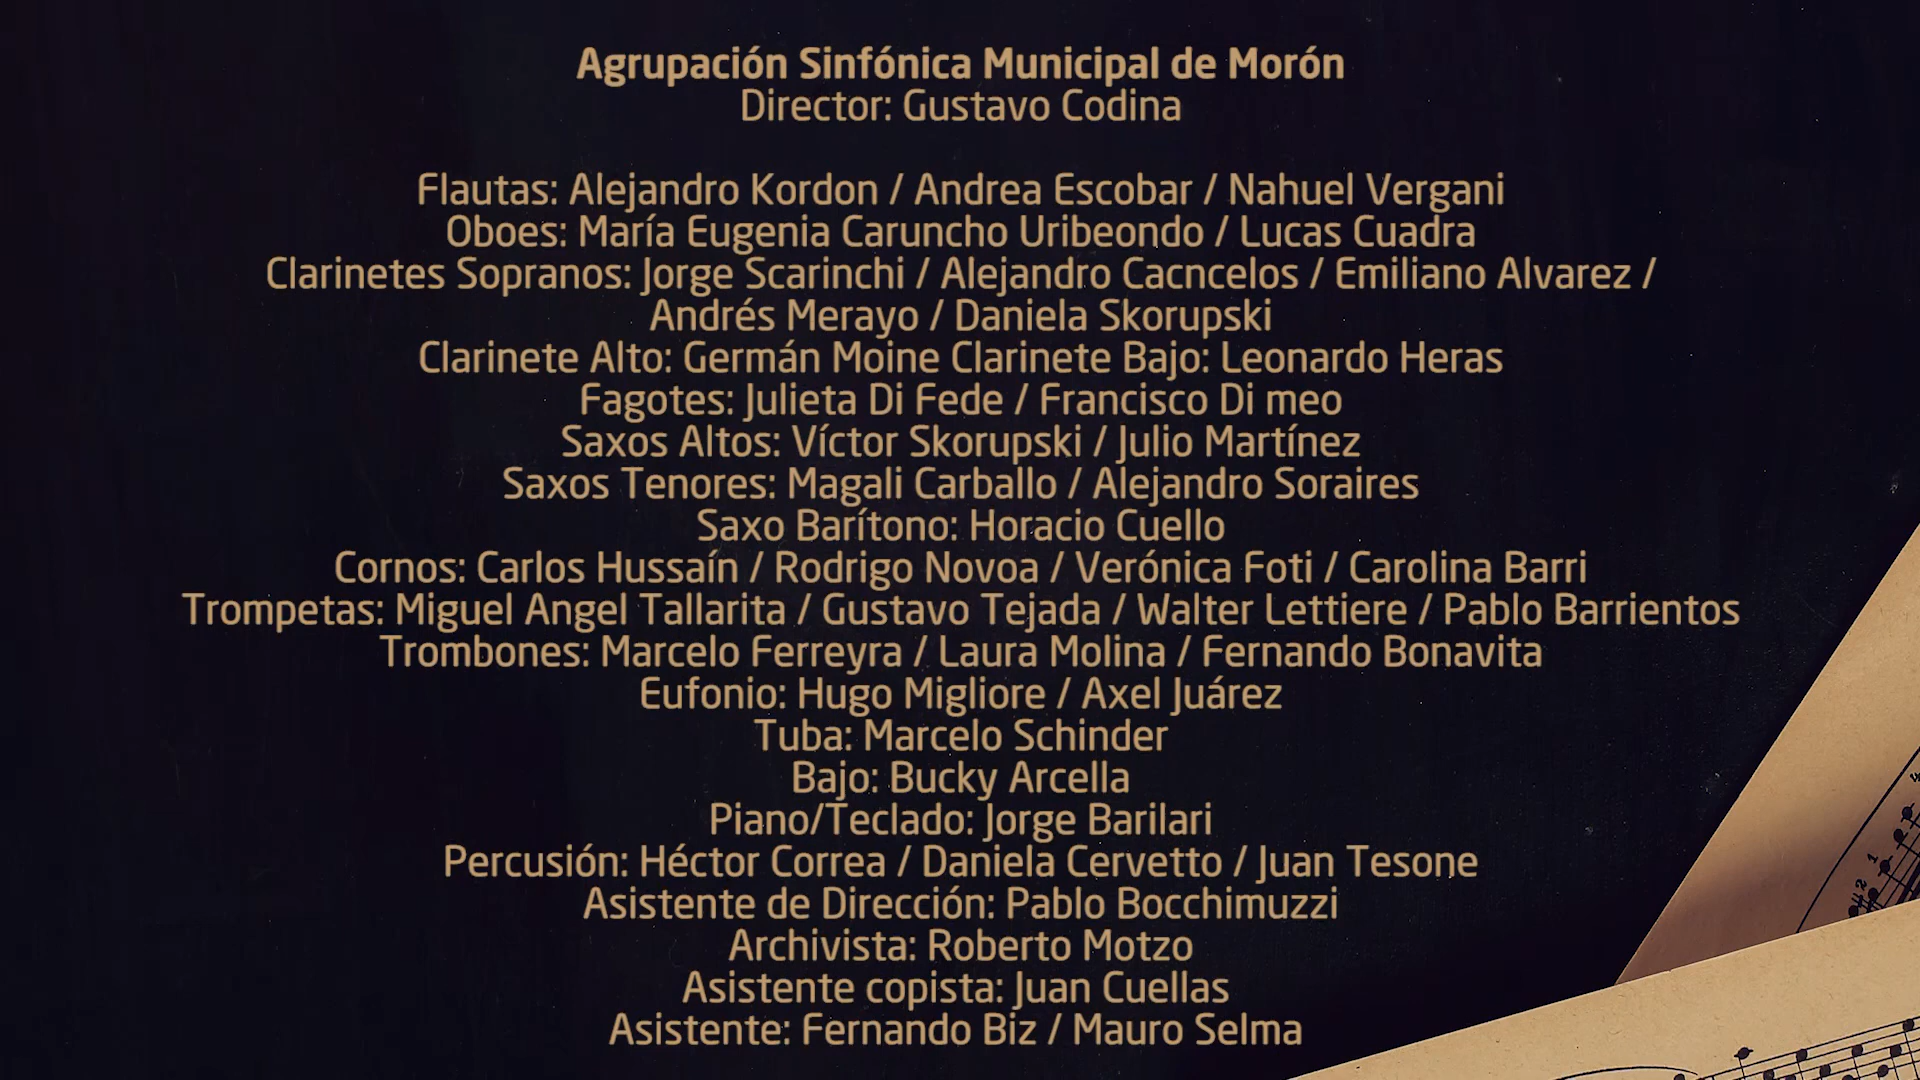 Agrupación Sinfónica Municipal de Morón
Director: Gustavo Codina
Flautas: Alejandro Kordon / Andrea Escobar / Nahuel Vergani
Oboes: María Eugenia Caruncho Uribeondo / Lucas Cuadra
Clarinetes Sopranos: Jorge Scarinchi / Alejandro Cacncelos / Emiliano Alvarez /
Andrés Merayo / Daniela Skorupski
Clarinete Alto: Germán Moine Clarinete Bajo: Leonardo Heras
Fagotes: Julieta Di Fede / Francisco Di meo
Saxos Altos: Víctor Skorupski / Julio Martínez
Saxos Tenores: Magali Carballo / Alejandro Soraires
Saxo Barítono: Horacio Cuello
Cornos: Carlos Hussaín / Rodrigo Novoa / Verónica Foti / Carolina Barri
Trompetas: Miguel Angel Tallarita / Gustavo Tejada / Walter Lettiere / Pablo Barrientos
Trombones: Marcelo Ferreyra / Laura Molina / Fernando Bonavita
Eufonio: Hugo Migliore / Axel Juárez
Tuba: Marcelo Schinder
Bajo: Bucky Arcella
Piano/Teclado: Jorge Barilari
Percusión: Héctor Correa / Daniela Cervetto / Juan Tesone
Asistente de Dirección: Pablo Bocchimuzzi
Archivista: Roberto Motzo
Asistente copista: Juan Cuellas
Asistente: Fernando Biz / Mauro Selma